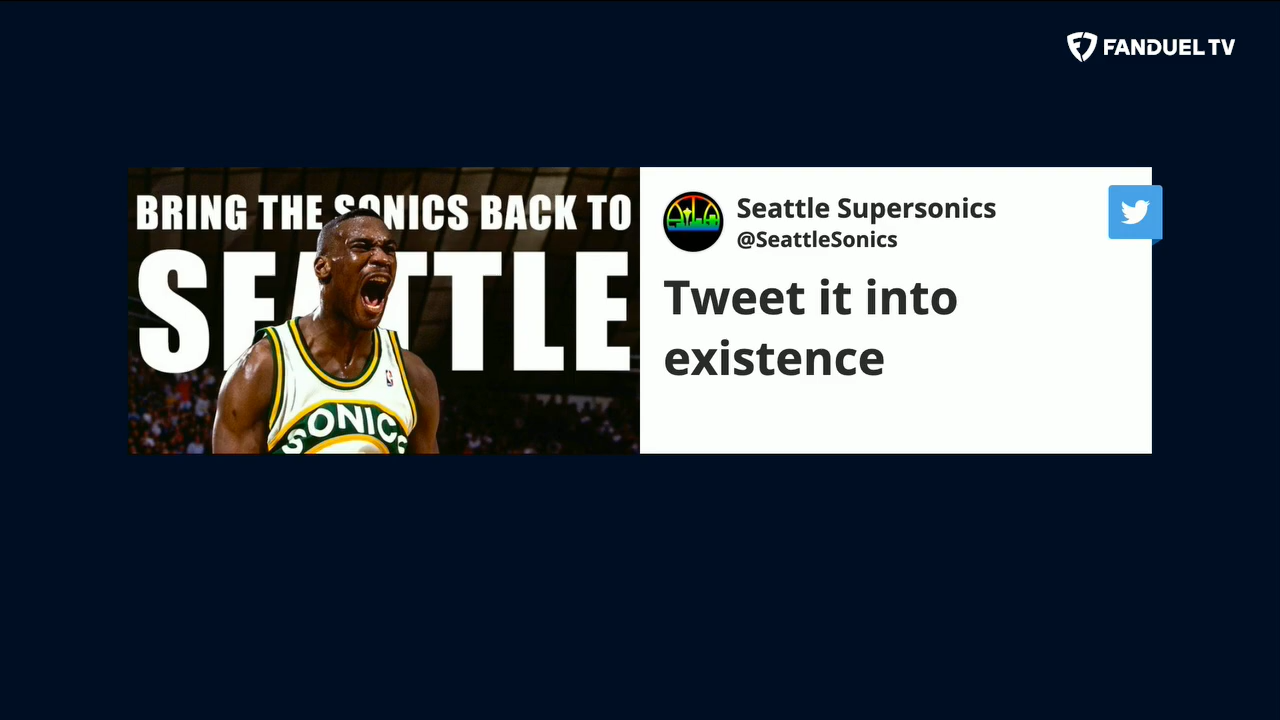 FANDUEL TV
BRING THE SONICS BACK TO
SEATTLE
SONICS
Seattle Supersonics
@SeattleSonics
Tweet it into
existence